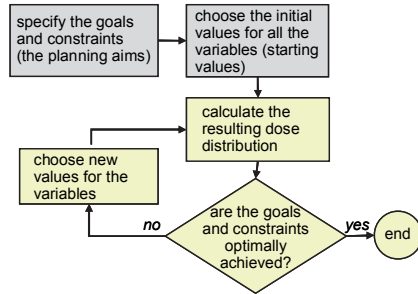 specify the goals
and constraints
(the planning aims)
choose the initial
values for all the
variables (starting
values)
calculate the
resulting dose
distribution
choose new
values for the
variables
no
are the goals
and constraints
optimally
achieved?
yes
end